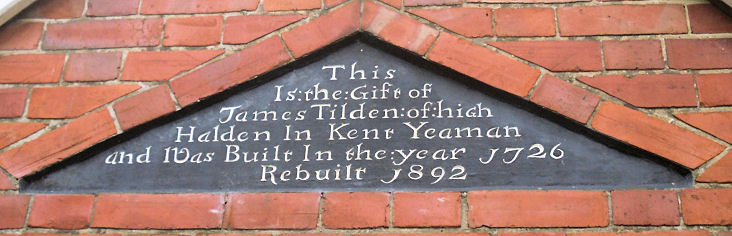 This
Is:the:Gift of
James Tilden:of:high
Halden In Kent Yeaman
and Was Built In the:year 1726
Rebuilt 1892